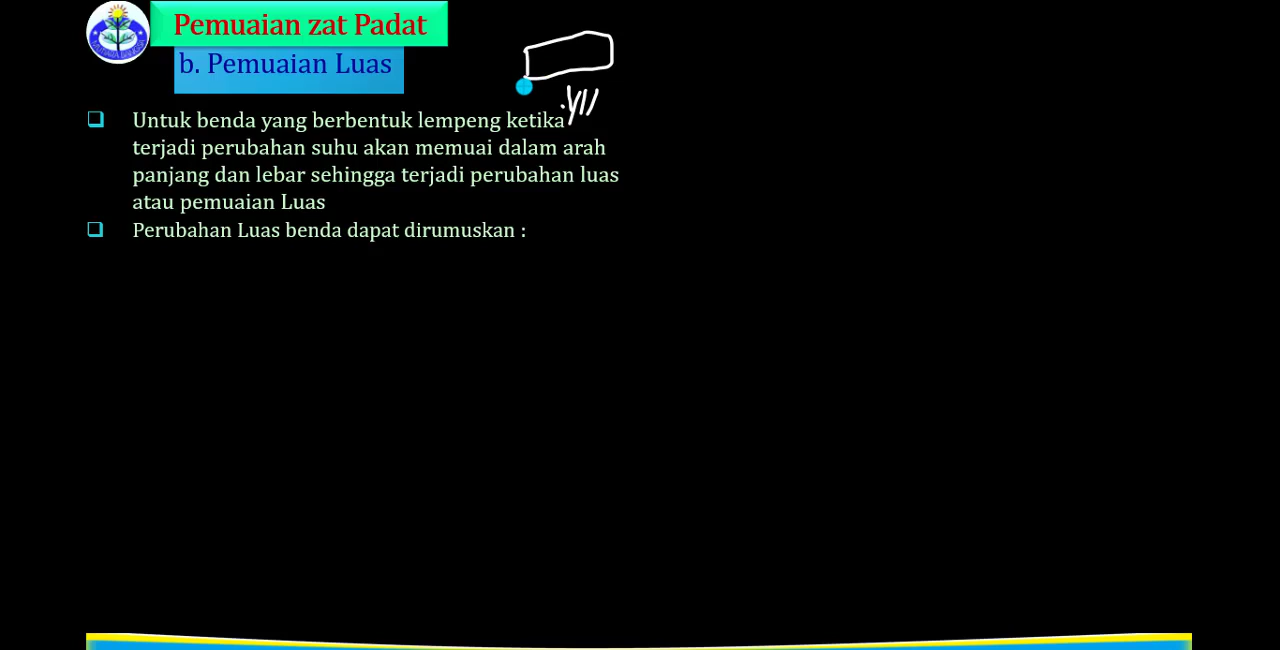 Pemuaian zat Padat
b. Pemuaian Luas
Untuk benda yang berbentuk lempeng ketika
terjadi perubahan suhu akan memuai dalam arah
panjang dan lebar sehingga terjadi perubahan luas
atau pemuaian Luas
Perubahan Luas benda dapat dirumuskan :